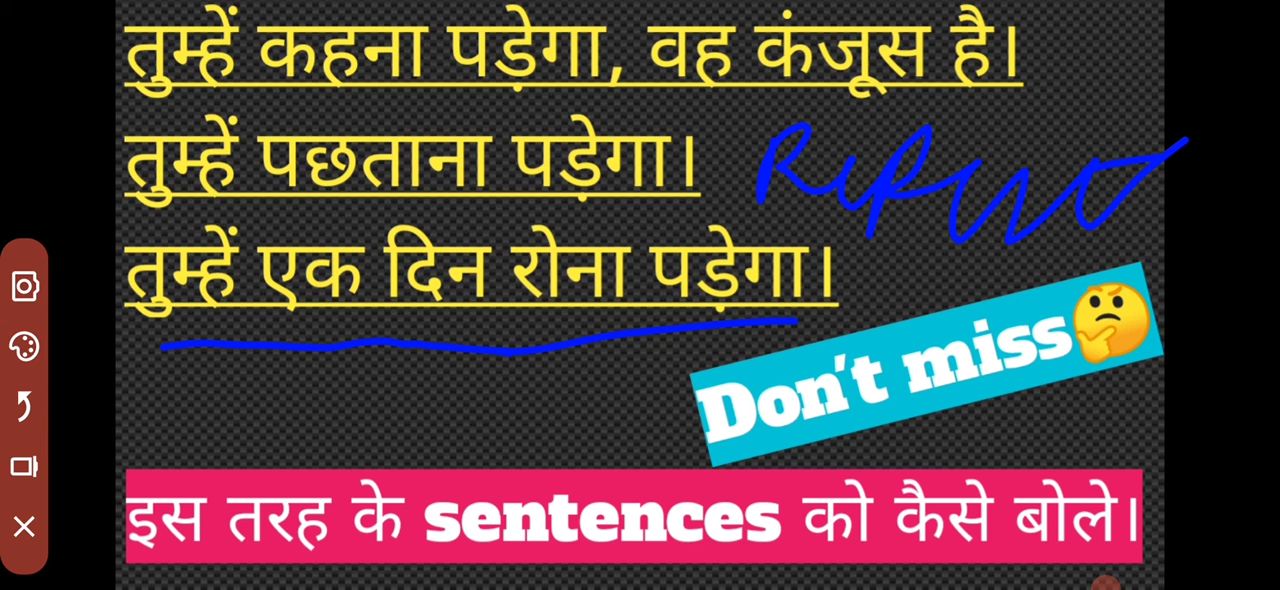 तुम्हें कहना पड़ेगा, वह कंजूस है।
तुम्हें पछताना पड़ेगा।
तुम्हें एक दिन रोना पड़ेगा।
Don't miss🤔
इस तरह के sentences को कैसे बोले।